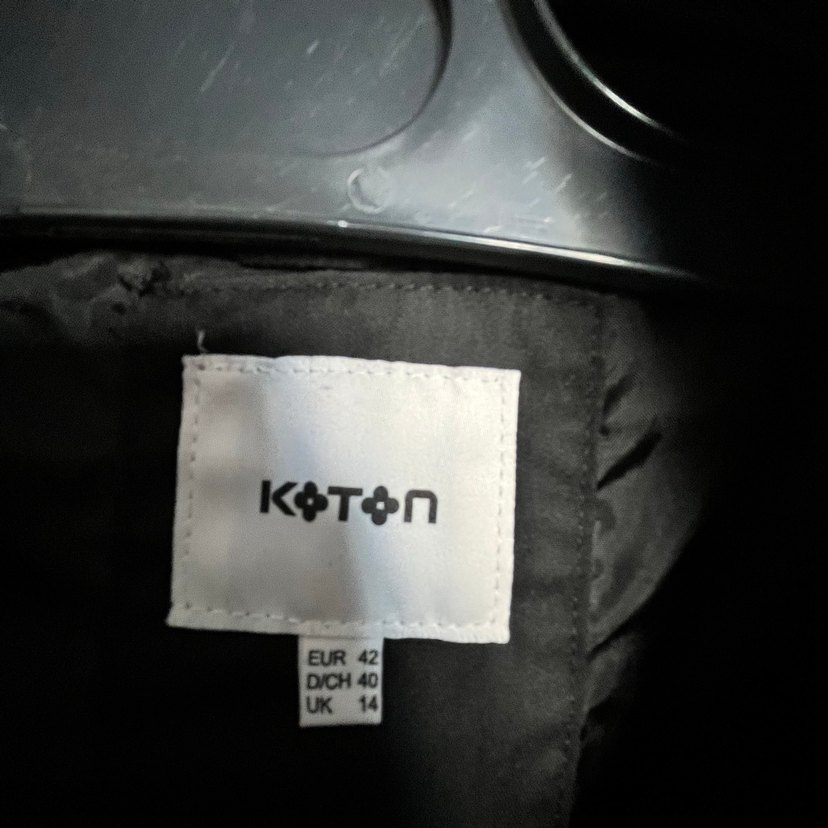 KOTON
EUR 42
D/CH 40
UK 14